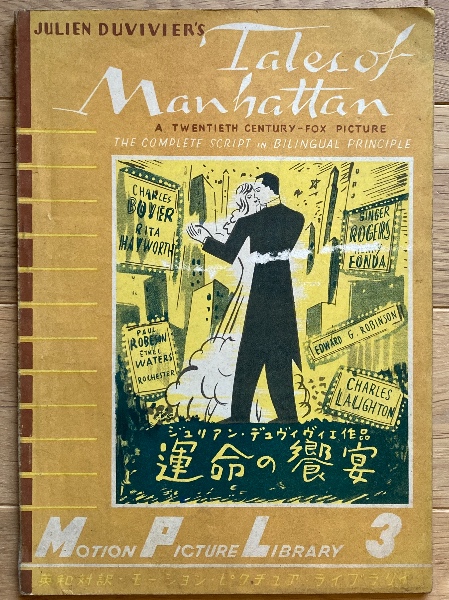 JULIEN DUVIVIER'S
Tales of
Manhattan
A TWENTIETH CENTURY-FOX PICTURE
THE COMPLETE SCRIPT IN BILINGUAL PRINCIPLE
CHARLES
BOYER
RITA
HAYWORTH
GINGER
ROGERS
FONDA
PAUL
ROBESON
ETHEL
WATERS
ROCHESTER
EDWARD G. ROBINSON
CHARLES
LAUGHTON
ジュリアン・デュヴィヴィエ作品
運命の饗宴
MOTION PICTURE LIBRARY 3
英和対訳・モーション・ピクチュア・ライブラリイ